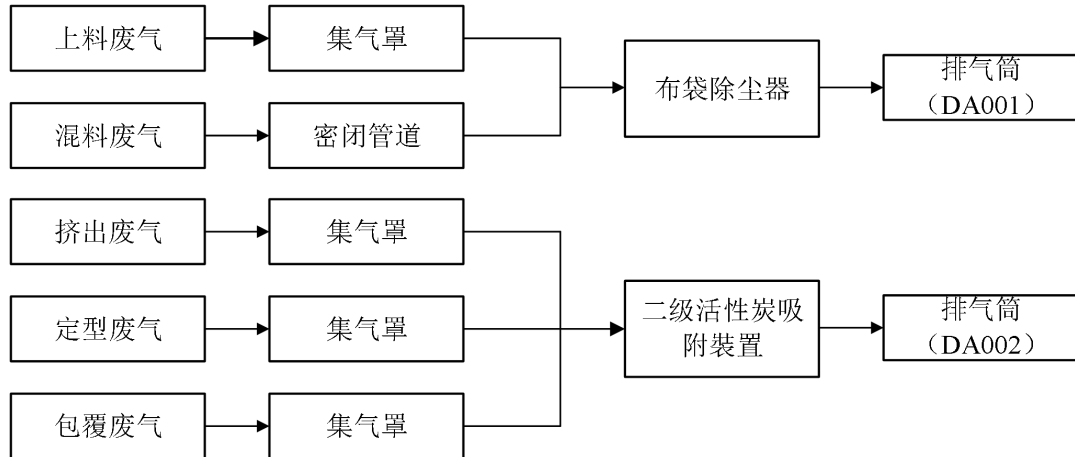 上料废气
集气罩
布袋除尘器
排气筒
（DA001）
混料废气
密闭管道
挤出废气
集气罩
定型废气
集气罩
二级活性炭吸
附装置
排气筒
（DA002）
包覆废气
集气罩